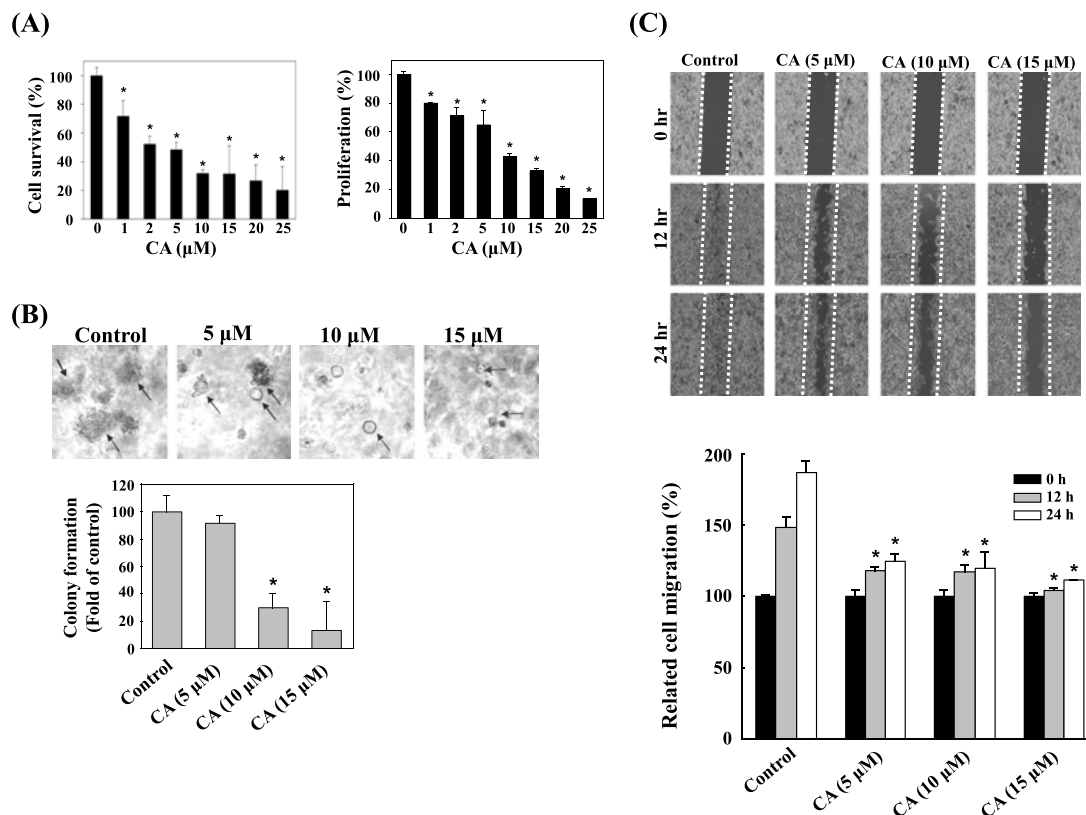 (A)
Cell survival (%)
100
80
60
40
20
0
* * * * * * *
0 1 2 5 10 15 20 25
CA (µM)
Proliferation (%)
100
80
60
40
20
0
* * * * * * *
0 1 2 5 10 15 20 25
CA (µM)
(B)
Control 5 µM 10 µM 15 µM
Colony formation
(Fold of control)
120
100
80
60
40
20
0
* *
Control
CA (5 µM)
CA (10 µM)
CA (15 µM)
(C)
Control CA (5 µM) CA (10 µM) CA (15 µM)
0 hr
12 hr
24 hr
Related cell migration (%)
200
150
100
50
0
0 h
12 h
24 h
* * * * * *
Control
CA (5 µM)
CA (10 µM)
CA (15 µM)